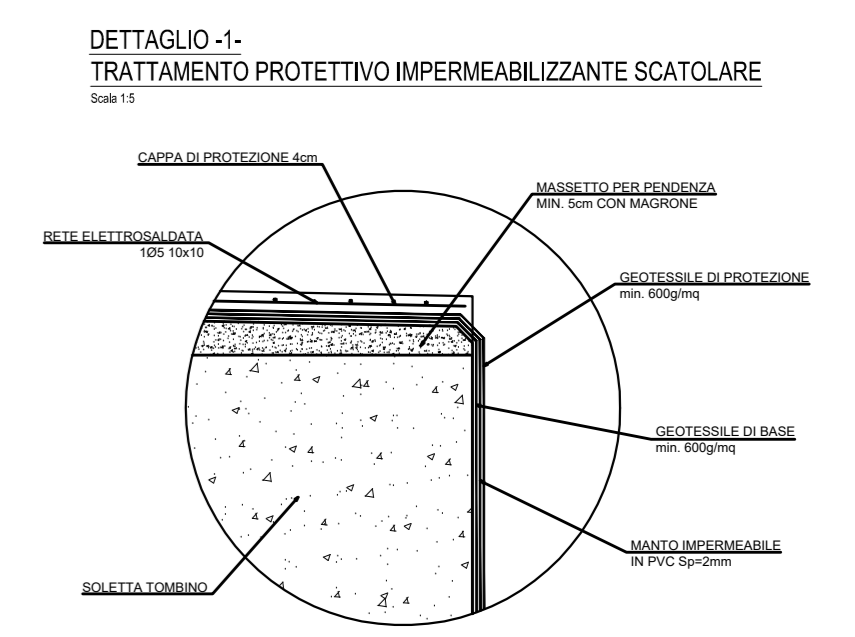 DETTAGLIO -1-
TRATTAMENTO PROTETTIVO IMPERMEABILIZZANTE SCATOLARE
Scala 1:5
CAPPA DI PROTEZIONE 4cm
MASSETTO PER PENDENZA
MIN. 5cm CON MAGRONE
RETE ELETTROSALDATA
1Ø5 10x10
GEOTESSILE DI PROTEZIONE
min. 600g/mq
GEOTESSILE DI BASE
min. 600g/mq
MANTO IMPERMEABILE
IN PVC Sp=2mm
SOLETTA TOMBINO